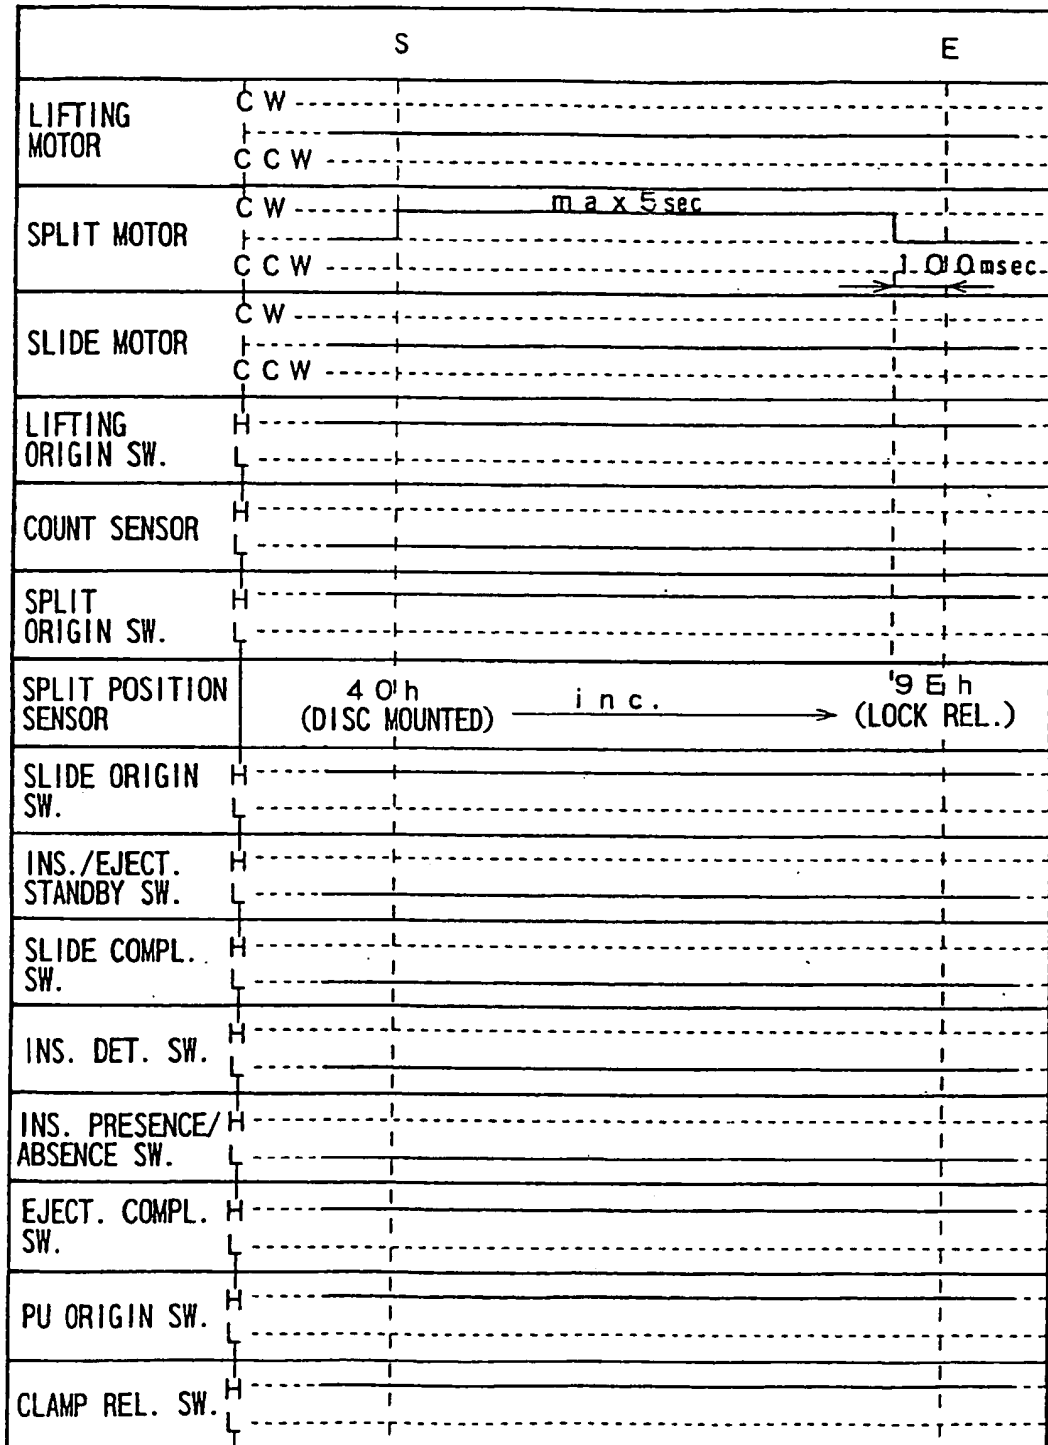 S E
LIFTING
MOTOR
CW
CCW
SPLIT MOTOR
CW
max 5 sec
CCW
100msec
SLIDE MOTOR
CW
CCW
LIFTING
ORIGIN SW.
H
L
COUNT SENSOR
H
L
SPLIT
ORIGIN SW.
H
L
SPLIT POSITION
SENSOR
40h
(DISC MOUNTED)
inc.
9Eh
(LOCK REL.)
SLIDE ORIGIN
SW.
H
L
INS./EJECT.
STANDBY SW.
H
L
SLIDE COMPL.
SW.
H
L
INS. DET. SW.
H
L
INS. PRESENCE/
ABSENCE SW.
H
L
EJECT. COMPL.
SW.
H
L
PU ORIGIN SW.
H
L
CLAMP REL. SW.
H
L